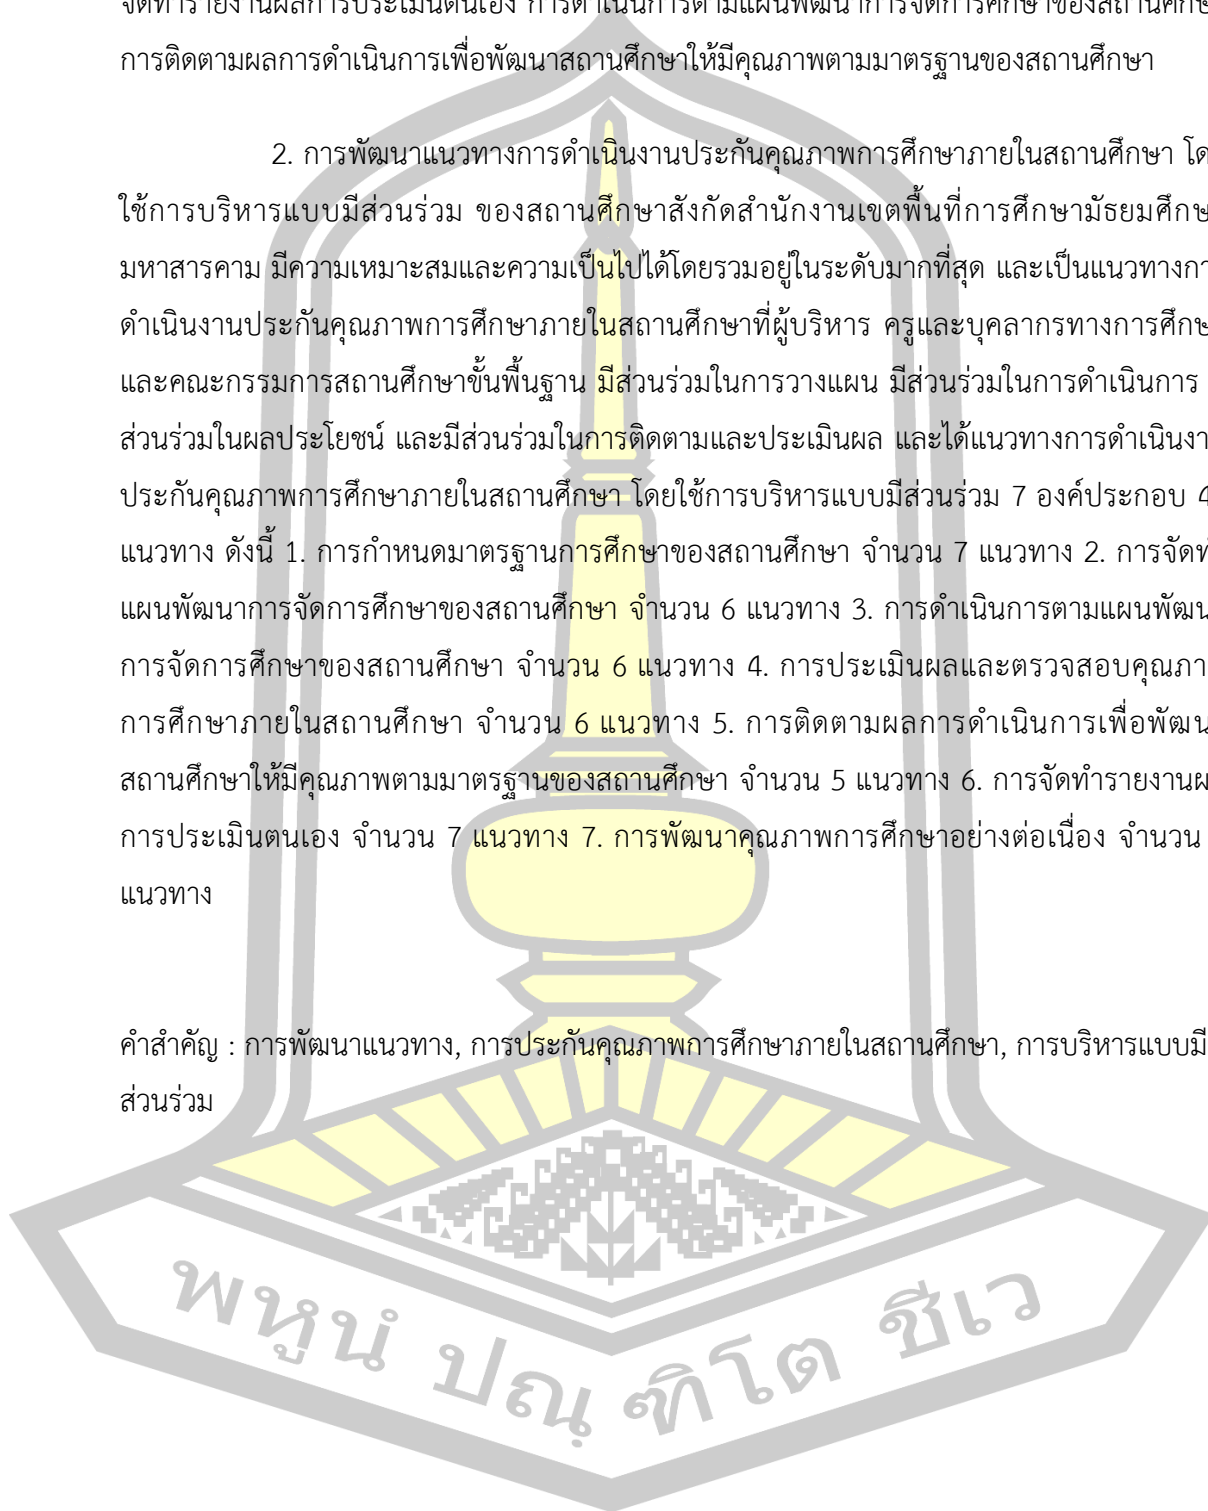 จัดทำรายงานผลการประเมินตนเอง การดำเนินการตามแผนพัฒนาการจัดการศึกษาของสถานศึกษ
การติดตามผลการดำเนินการเพื่อพัฒนาสถานศึกษาให้มีคุณภาพตามมาตรฐานของสถานศึกษา
2. การพัฒนาแนวทางการดำเนินงานประกันคุณภาพการศึกษาภายในสถานศึกษา โด
ใช้การบริหารแบบมีส่วนร่วม ของสถานศึกษาสังกัดสำนักงานเขตพื้นที่การศึกษามัธยมศึกษ
มหาสารคาม มีความเหมาะสมและความเป็นไปได้โดยรวมอยู่ในระดับมากที่สุด และเป็นแนวทางกา
ดำเนินงานประกันคุณภาพการศึกษาภายในสถานศึกษาที่ผู้บริหาร ครูและบุคลากรทางการศึกษ
และคณะกรรมการสถานศึกษาขั้นพื้นฐาน มีส่วนร่วมในการวางแผน มีส่วนร่วมในการดำเนินการ
ส่วนร่วมในผลประโยชน์ และมีส่วนร่วมในการติดตามและประเมินผล และได้แนวทางการดำเนินงา
ประกันคุณภาพการศึกษาภายในสถานศึกษา โดยใช้การบริหารแบบมีส่วนร่วม 7 องค์ประกอบ 4
แนวทาง ดังนี้ 1. การกำหนดมาตรฐานการศึกษาของสถานศึกษา จำนวน 7 แนวทาง 2. การจัดทำ
แผนพัฒนาการจัดการศึกษาของสถานศึกษา จำนวน 6 แนวทาง 3. การดำเนินการตามแผนพัฒน
การจัดการศึกษาของสถานศึกษา จำนวน 6 แนวทาง 4. การประเมินผลและตรวจสอบคุณภา
การศึกษาภายในสถานศึกษา จำนวน 6 แนวทาง 5. การติดตามผลการดำเนินการเพื่อพัฒน
สถานศึกษาให้มีคุณภาพตามมาตรฐานของสถานศึกษา จำนวน 5 แนวทาง 6. การจัดทำรายงานผ
การประเมินตนเอง จำนวน 7 แนวทาง 7. การพัฒนาคุณภาพการศึกษาอย่างต่อเนื่อง จำนวน
แนวทาง
คำสำคัญ : การพัฒนาแนวทาง, การประกันคุณภาพการศึกษาภายในสถานศึกษา, การบริหารแบบมี
ส่วนร่วม
พหูนํ ปณฺฑิโต ชีเว